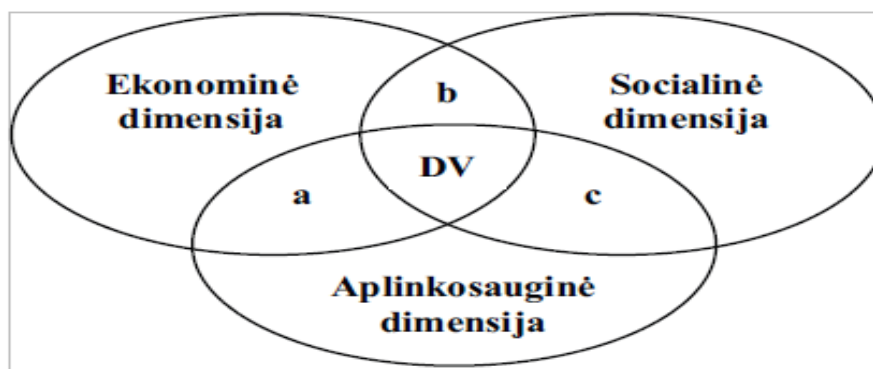 Ekonominė
dimensija
b
Socialinė
dimensija
DV
a
c
Aplinkosauginė
dimensija